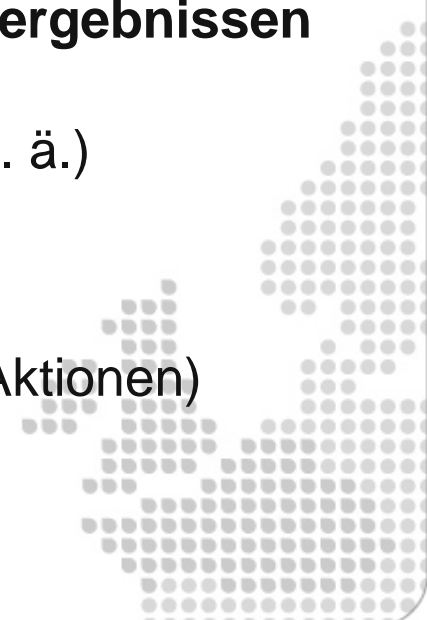 ergebnissen
. ä.)
Aktionen)